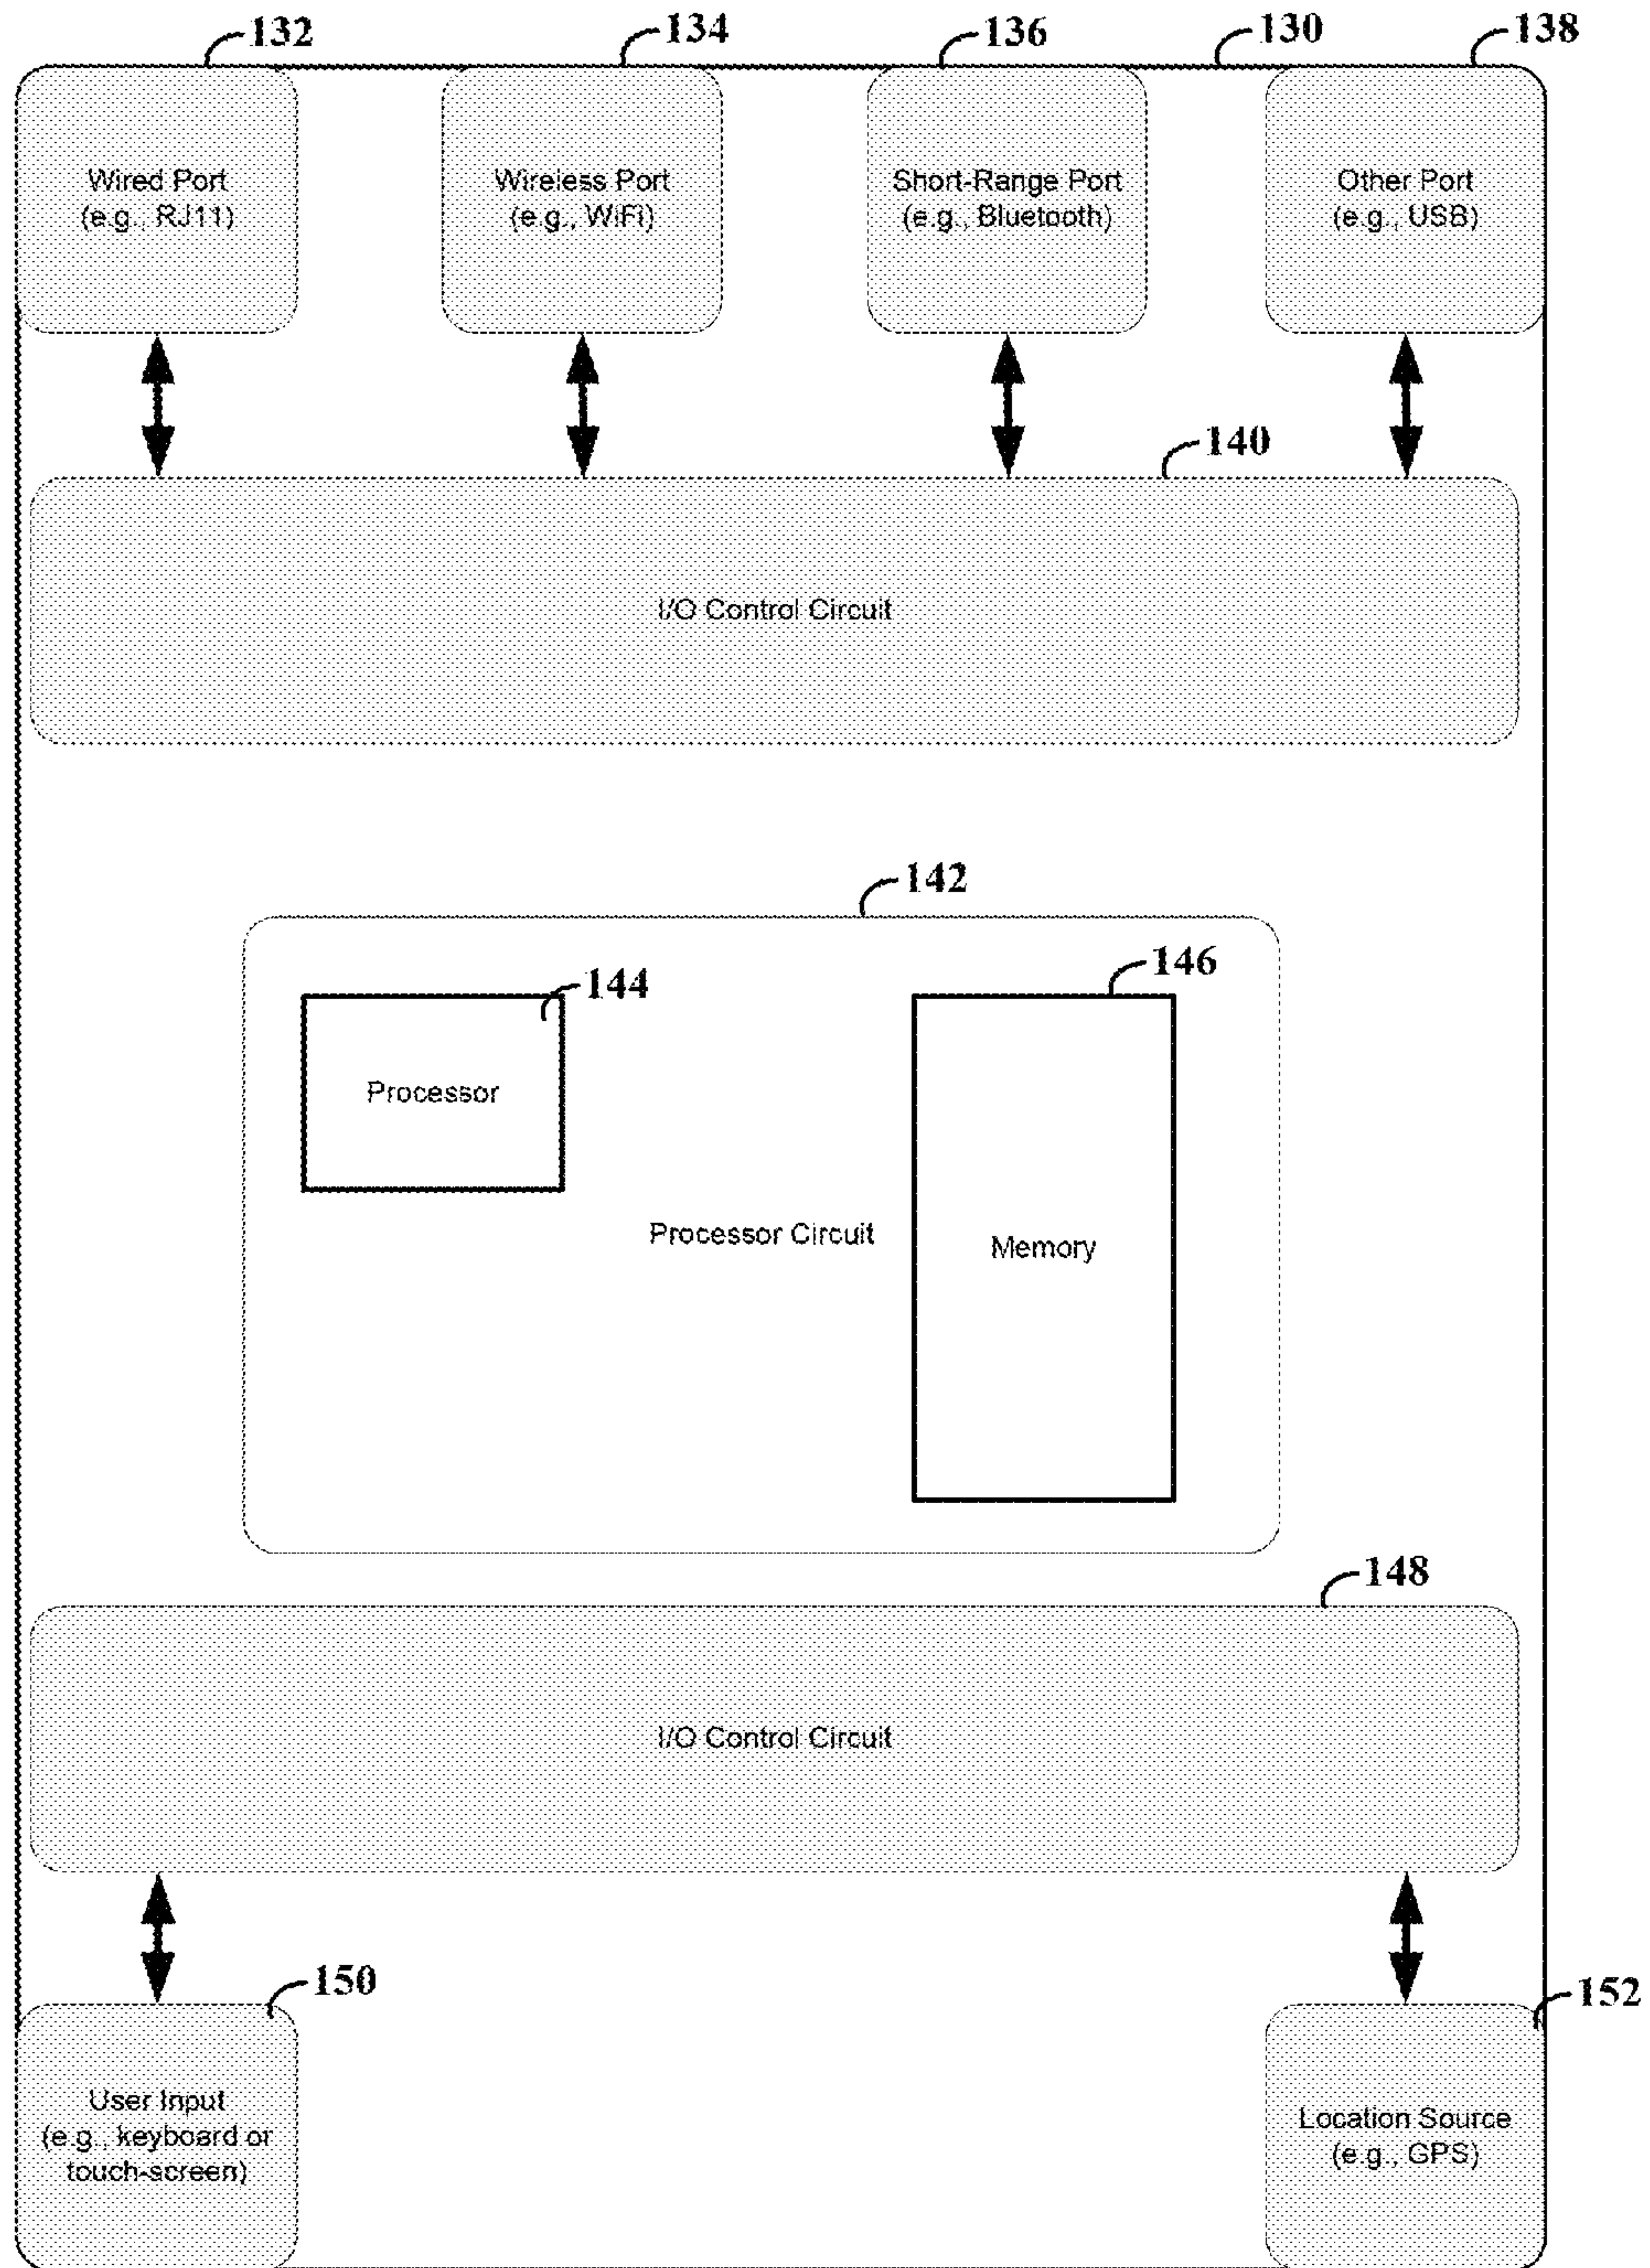 132
134
136
130
138
Wired Port
(e.g., RJ11)
Wireless Port
(e.g., WiFi)
Short-Range Port
(e.g., Bluetooth)
Other Port
(e.g., USB)
140
I/O Control Circuit
142
144
146
Processor
Processor Circuit
Memory
148
I/O Control Circuit
150
152
User Input
(e.g., keyboard or
touch-screen)
Location Source
(e.g., GPS)